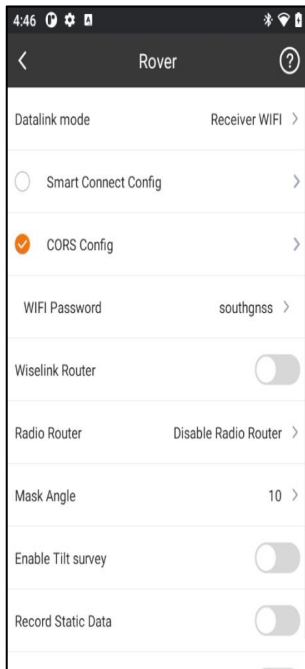 4:46
Rover
Datalink mode Receiver WIFI
Smart Connect Config
CORS Config
WIFI Password southgnss
Wiselink Router
Radio Router Disable Radio Router
Mask Angle 10
Enable Tilt survey
Record Static Data